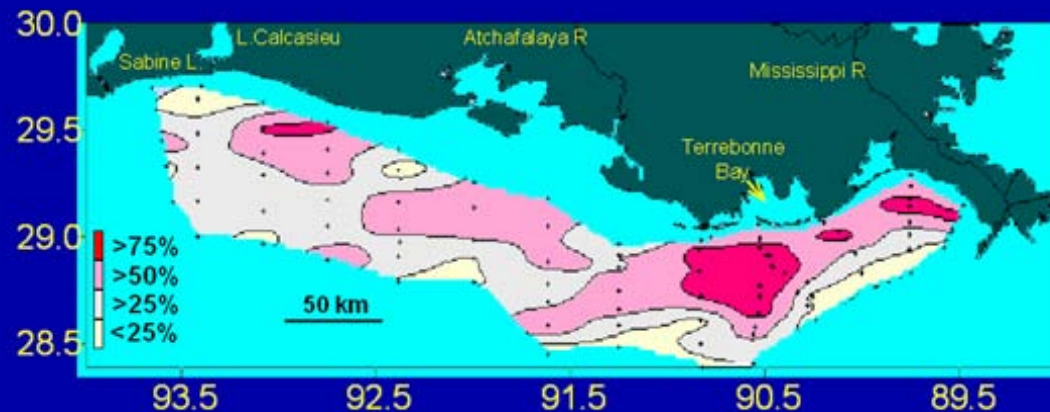 30.0
29.5
29.0
28.5
L.Calcasieu
Sabine L.
Atchafalaya R
Mississippi R
Terrebonne
Bay
>75%
>50%
>25%
<25%
50 km
93.5 92.5 91.5 90.5 89.5